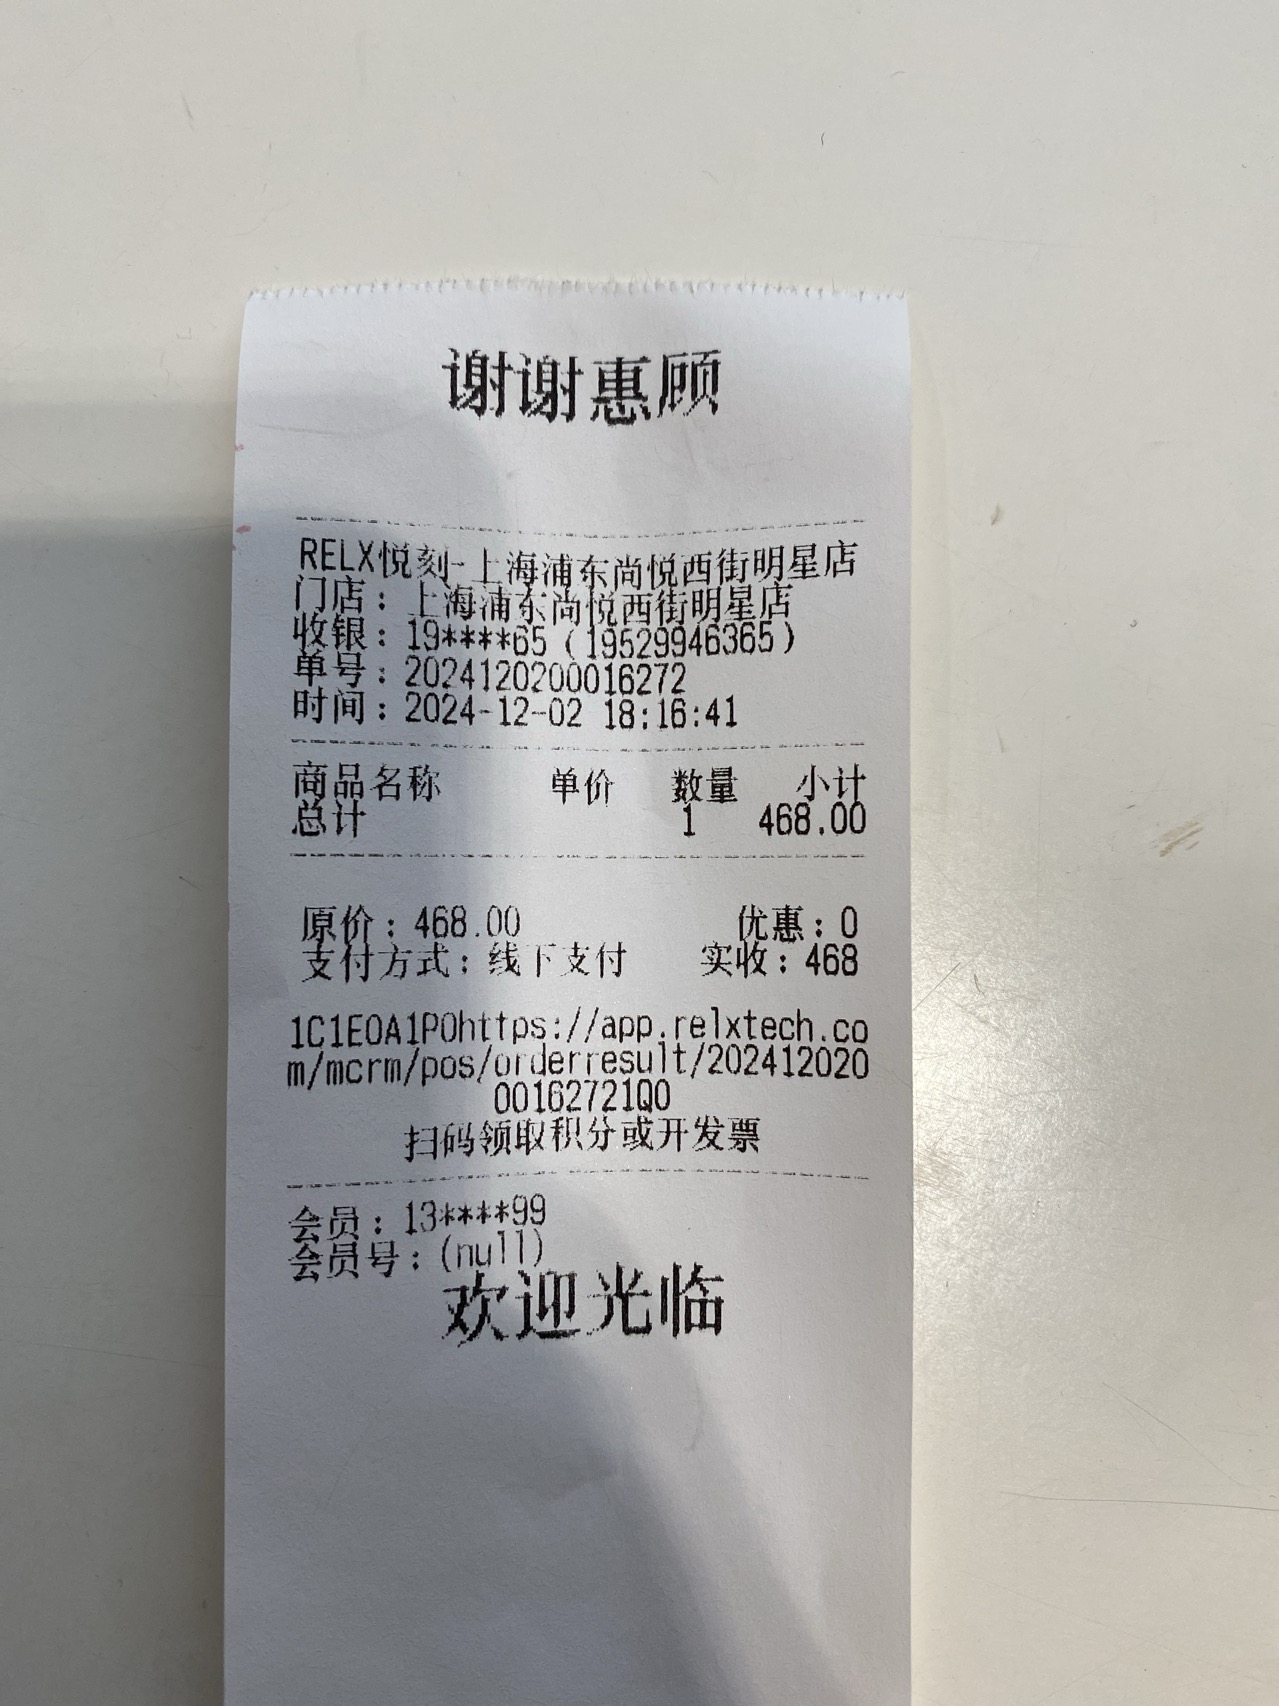 谢谢惠顾
RELX悦刻-上海浦东尚悦西街明星店
门店：上海浦东尚悦西街明星店
收银：19****65（19529946365）
单号：2024120200016272
时间：2024-12-02 18:16:41
商品名称 单价 数量 小计
总计 1 468.00
原价：468.00 优惠：0
支付方式：线下支付 实收：468
1C1E0A1P0https://app.relxtech.co
m/mcrm/pos/orderresult/202412020
00162721Q0
扫码领取积分或开发票
会员：13****99
会员号：(null)
欢迎光临